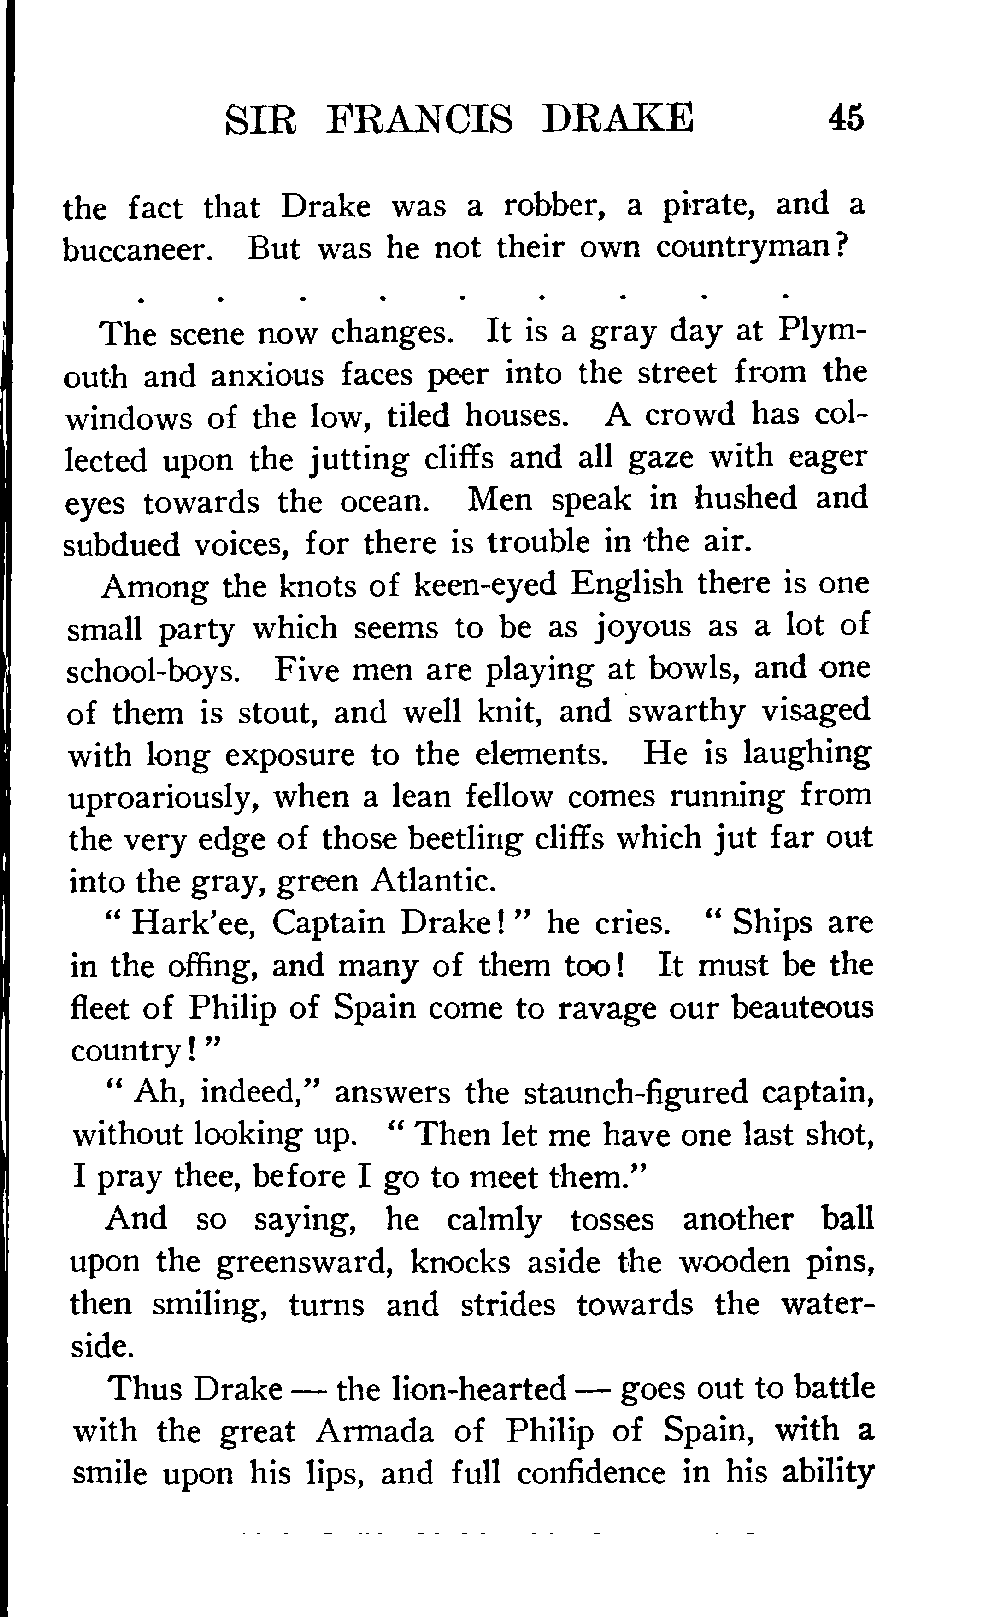 SIR FRANCIS DRAKE 45
the fact that Drake was a robber, a pirate, and a
buccaneer. But was he not their own countryman?
. . . . . . . . .
The scene now changes. It is a gray day at Plym-
outh and anxious faces peer into the street from the
windows of the low, tiled houses. A crowd has col-
lected upon the jutting cliffs and all gaze with eager
eyes towards the ocean. Men speak in hushed and
subdued voices, for there is trouble in the air.
Among the knots of keen-eyed English there is one
small party which seems to be as joyous as a lot of
school-boys. Five men are playing at bowls, and one
of them is stout, and well knit, and swarthy visaged
with long exposure to the elements. He is laughing
uproariously, when a lean fellow comes running from
the very edge of those beetling cliffs which jut far out
into the gray, green Atlantic.
“ Hark’ee, Captain Drake! ” he cries. “ Ships are
in the offing, and many of them too! It must be the
fleet of Philip of Spain come to ravage our beauteous
country! ”
“ Ah, indeed,” answers the staunch-figured captain,
without looking up. “ Then let me have one last shot,
I pray thee, before I go to meet them.”
And so saying, he calmly tosses another ball
upon the greensward, knocks aside the wooden pins,
then smiling, turns and strides towards the water-
side.
Thus Drake — the lion-hearted — goes out to battle
with the great Armada of Philip of Spain, with a
smile upon his lips, and full confidence in his ability